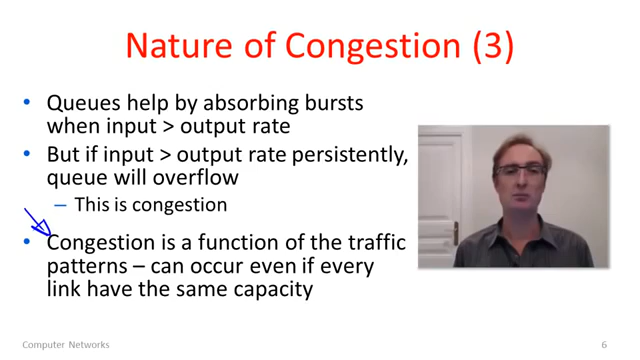 Nature of Congestion (3)
• Queues help by absorbing bursts
when input > output rate
• But if input > output rate persistently,
queue will overflow
– This is congestion
• Congestion is a function of the traffic
patterns – can occur even if every
link have the same capacity
Computer Networks
6